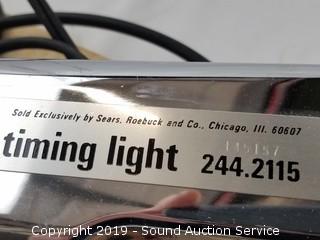 Sold Exclusively by Sears, Roebuck and Co., Chicago, Ill. 60607
timing light 244.2115
Copyright 2019 - Sound Auction Service